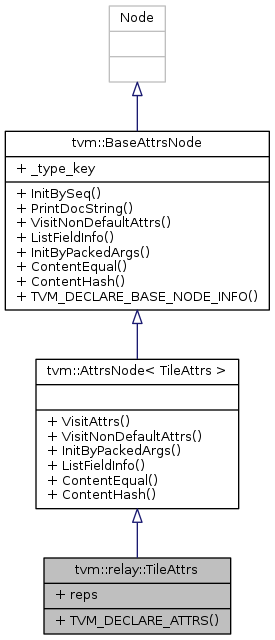 Node
tvm::BaseAttrsNode
+ _type_key
+ InitBySeq()
+ PrintDocString()
+ VisitNonDefaultAttrs()
+ ListFieldInfo()
+ InitByPackedArgs()
+ ContentEqual()
+ ContentHash()
+ TVM_DECLARE_BASE_NODE_INFO()
tvm::AttrsNode< TileAttrs >
+ VisitAttrs()
+ VisitNonDefaultAttrs()
+ InitByPackedArgs()
+ ListFieldInfo()
+ ContentEqual()
+ ContentHash()
tvm::relay::TileAttrs
+ reps
+ TVM_DECLARE_ATTRS()